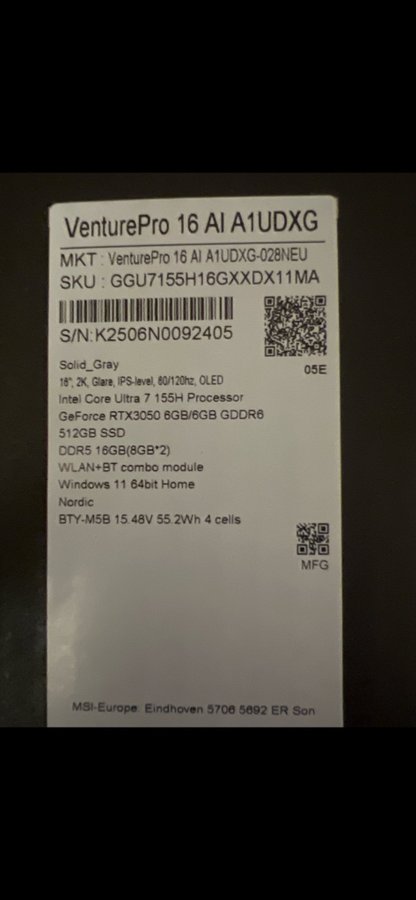 VenturePro 16 AI A1UDXG
MKT : VenturePro 16 AI A1UDXG-028NEU
SKU : GGU7155H16GXXDX11MA
S/N:K2506N0092405
05E
Solid_Gray
16", 2K, Glare, IPS-level, 60/120hz, OLED
Intel Core Ultra 7 155H Processor
GeForce RTX3050 6GB/6GB GDDR6
512GB SSD
DDR5 16GB(8GB*2)
WLAN+BT combo module
Windows 11 64bit Home
Nordic
BTY-M5B 15.48V 55.2Wh 4 cells
MFG
MSI-Europe: Eindhoven 5706 5692 ER Son